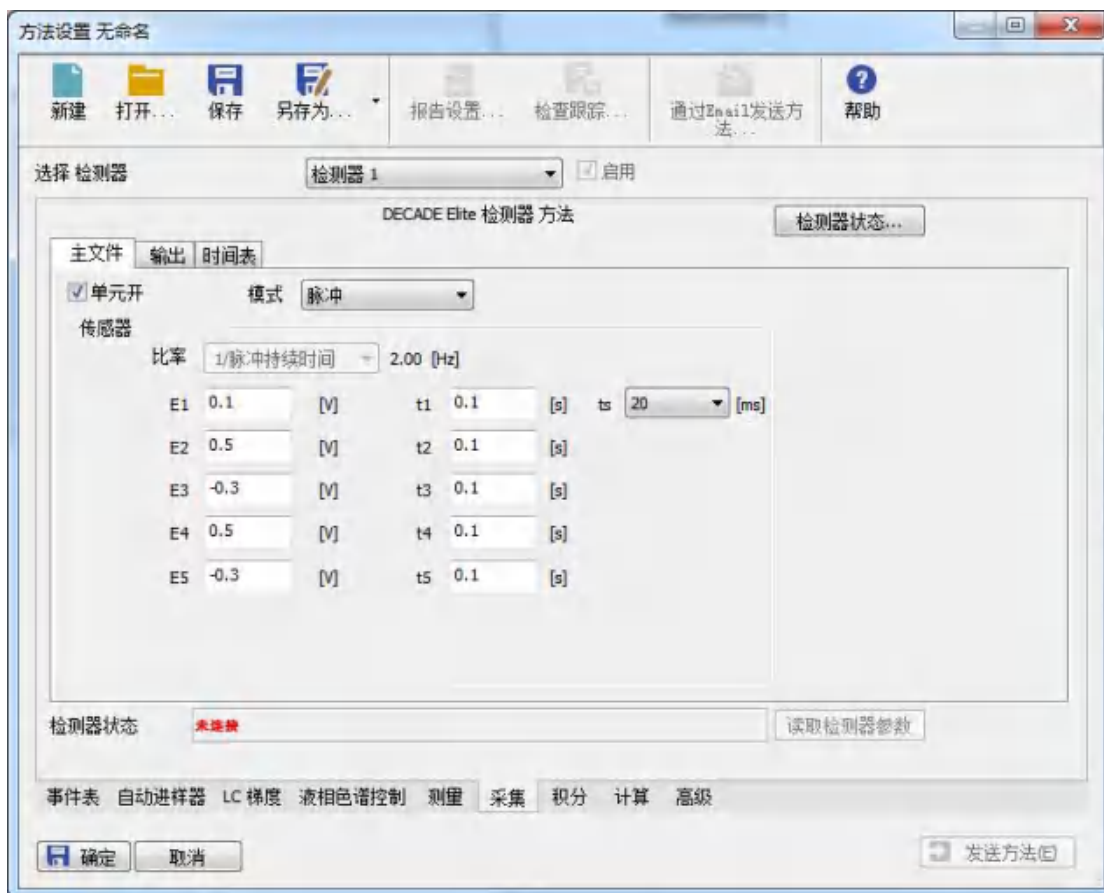 方法设置 无命名
新建 打开... 保存 另存为... 报告设置... 检查跟踪... 通过Email发送方法... 帮助
选择 检测器 检测器 1 启用
DECADE Elite 检测器 方法 检测器状态...
主文件 输出 时间表
单元开 模式 脉冲
传感器
比率 1/脉冲持续时间 2.00 [Hz]
E1 0.1 [V] t1 0.1 [s] ts 20 [ms]
E2 0.5 [V] t2 0.1 [s]
E3 -0.3 [V] t3 0.1 [s]
E4 0.5 [V] t4 0.1 [s]
E5 -0.3 [V] t5 0.1 [s]
检测器状态 未连接 读取检测器参数
事件表 自动进样器 LC 梯度 液相色谱控制 测量 采集 积分 计算 高级
确定 取消 发送方法(E)